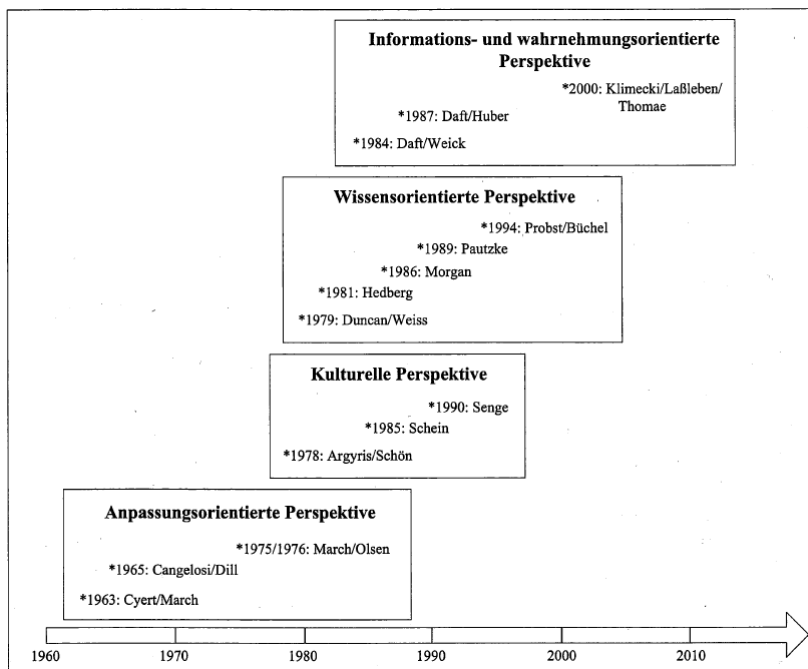 Informations- und wahrnehmungsorientierte
Perspektive
*2000: Klimecki/Laßleben/
Thomae
*1987: Daft/Huber
*1984: Daft/Weick
Wissensorientierte Perspektive
*1994: Probst/Büchel
*1989: Pautzke
*1986: Morgan
*1981: Hedberg
*1979: Duncan/Weiss
Kulturelle Perspektive
*1990: Senge
*1985: Schein
*1978: Argyris/Schön
Anpassungsorientierte Perspektive
*1975/1976: March/Olsen
*1965: Cangelosi/Dill
*1963: Cyert/March
1960 1970 1980 1990 2000 2010